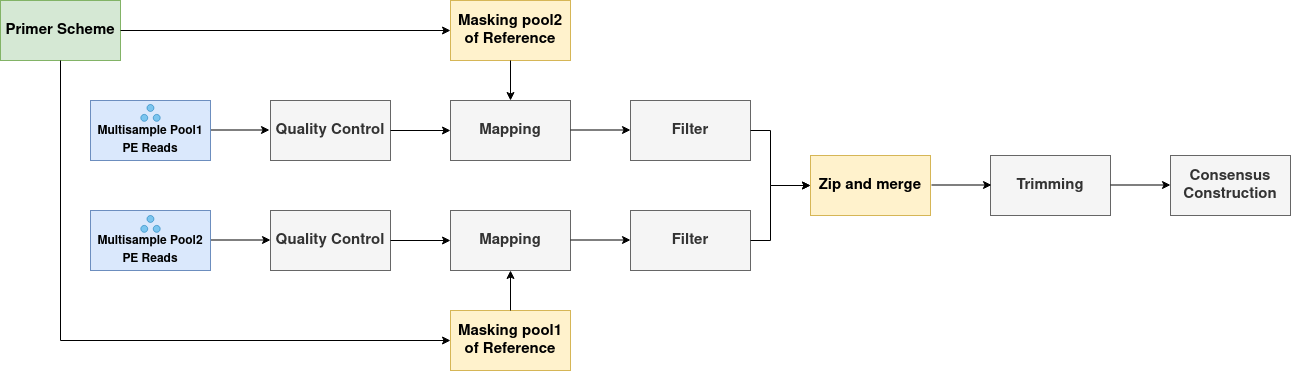 Primer Scheme
Masking pool2
of Reference
Multisample Pool1
PE Reads
Quality Control
Mapping
Filter
Zip and merge
Trimming
Consensus
Construction
Multisample Pool2
PE Reads
Quality Control
Mapping
Filter
Masking pool1
of Reference